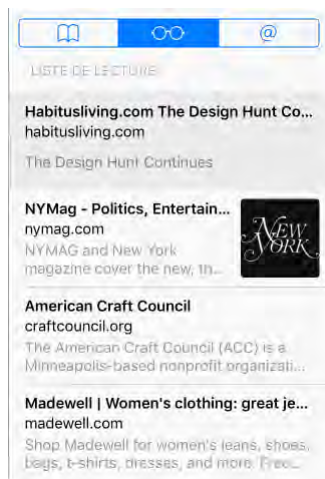 @
LISTE DE LECTURE
Habitusliving.com The Design Hunt Co...
habitusliving.com
The Design Hunt Continues
NYMag - Politics, Entertain...
nymag.com
NYMAG and New York
magazine cover the new, th...
NEW
YORK
American Craft Council
craftcouncil.org
The American Craft Council (ACC) is a
Minneapolis-based nonprofit organizati...
Madewell | Women's clothing: great je...
madewell.com
Shop Madewell for women's jeans, shoes,
bags, t-shirts, dresses, and more. Free...